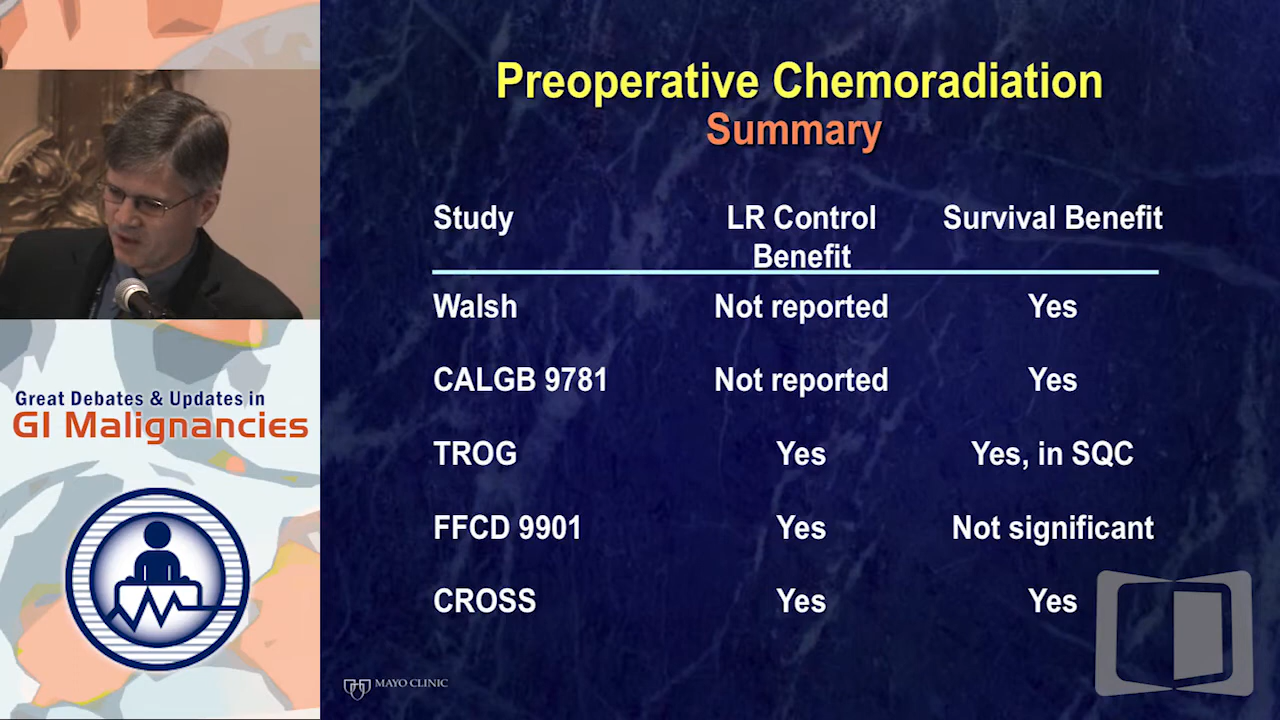 Preoperative Chemoradiation
Summary
Study LR Control Benefit Survival Benefit
Walsh Not reported Yes
CALGB 9781 Not reported Yes
TROG Yes Yes, in SQC
FFCD 9901 Yes Not significant
CROSS Yes Yes
MAYO CLINIC
Great Debates & Updates in
GI Malignancies